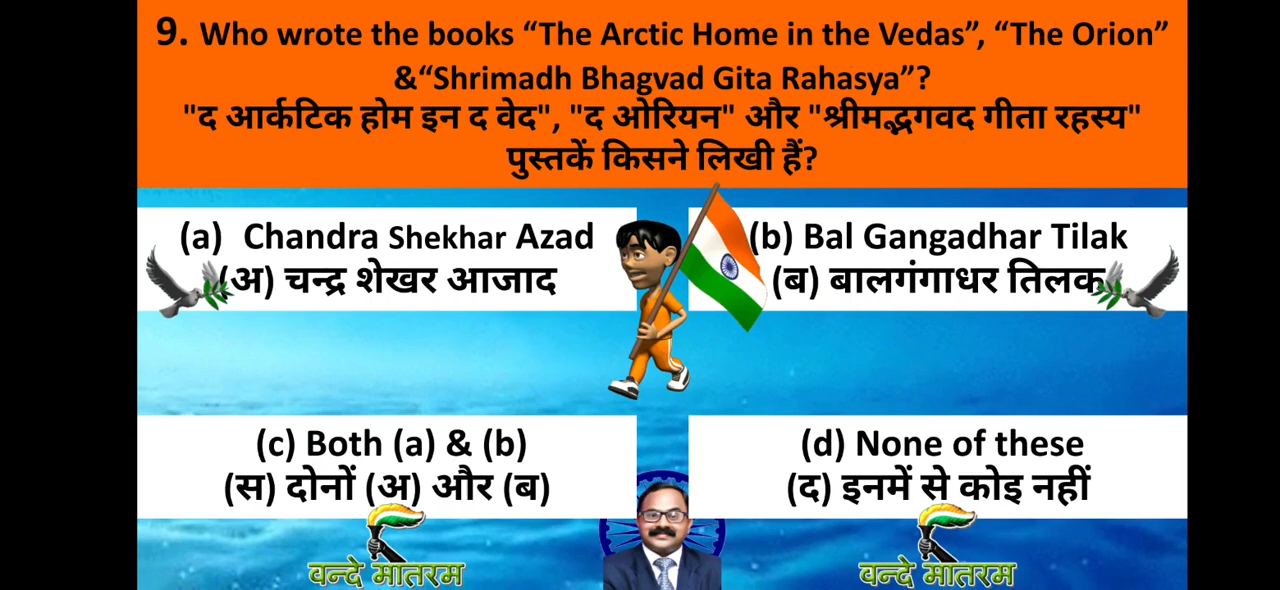 9. Who wrote the books “The Arctic Home in the Vedas”, “The Orion”
&“Shrimadh Bhagvad Gita Rahasya”?
"द आर्कटिक होम इन द वेद", "द ओरियन" और "श्रीमद्भगवद गीता रहस्य"
पुस्तकें किसने लिखी हैं?
(a) Chandra Shekhar Azad
(अ) चन्द्र शेखर आजाद
(b) Bal Gangadhar Tilak
(ब) बालगंगाधर तिलक
(c) Both (a) & (b)
(स) दोनों (अ) और (ब)
(d) None of these
(द) इनमें से कोइ नहीं
वन्दे मातरम
वन्दे मातरम